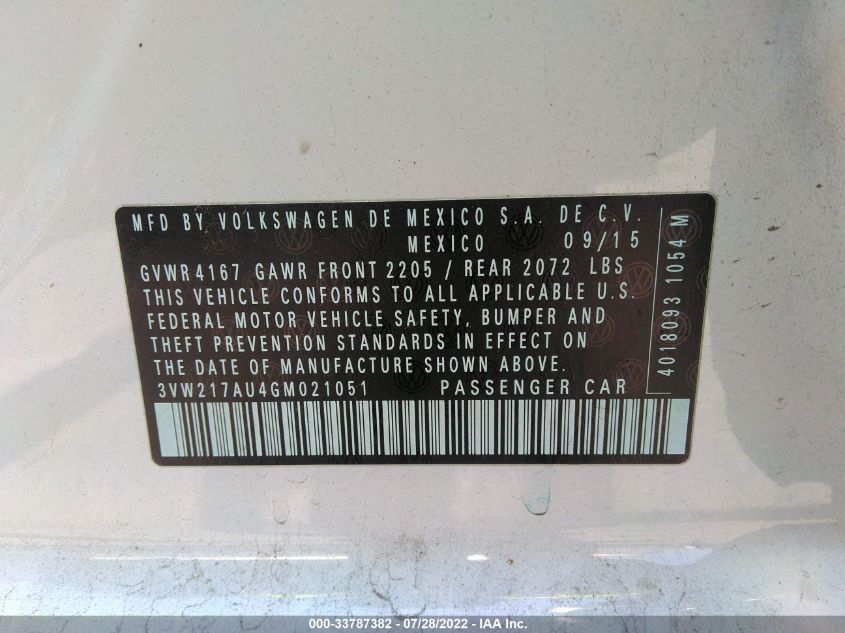 MFD BY VOLKSWAGEN DE MEXICO S.A. DE C.V.
MEXICO 09/15
GVWR 4167 GAWR FRONT 2205 / REAR 2072 LBS
THIS VEHICLE CONFORMS TO ALL APPLICABLE U.S.
FEDERAL MOTOR VEHICLE SAFETY, BUMPER AND
THEFT PREVENTION STANDARDS IN EFFECT ON
THE DATE OF MANUFACTURE SHOWN ABOVE.
3VW217AU4GM021051 PASSENGER CAR
4018093 1054 M
000-33787382 - 07/28/2022 - IAA Inc.